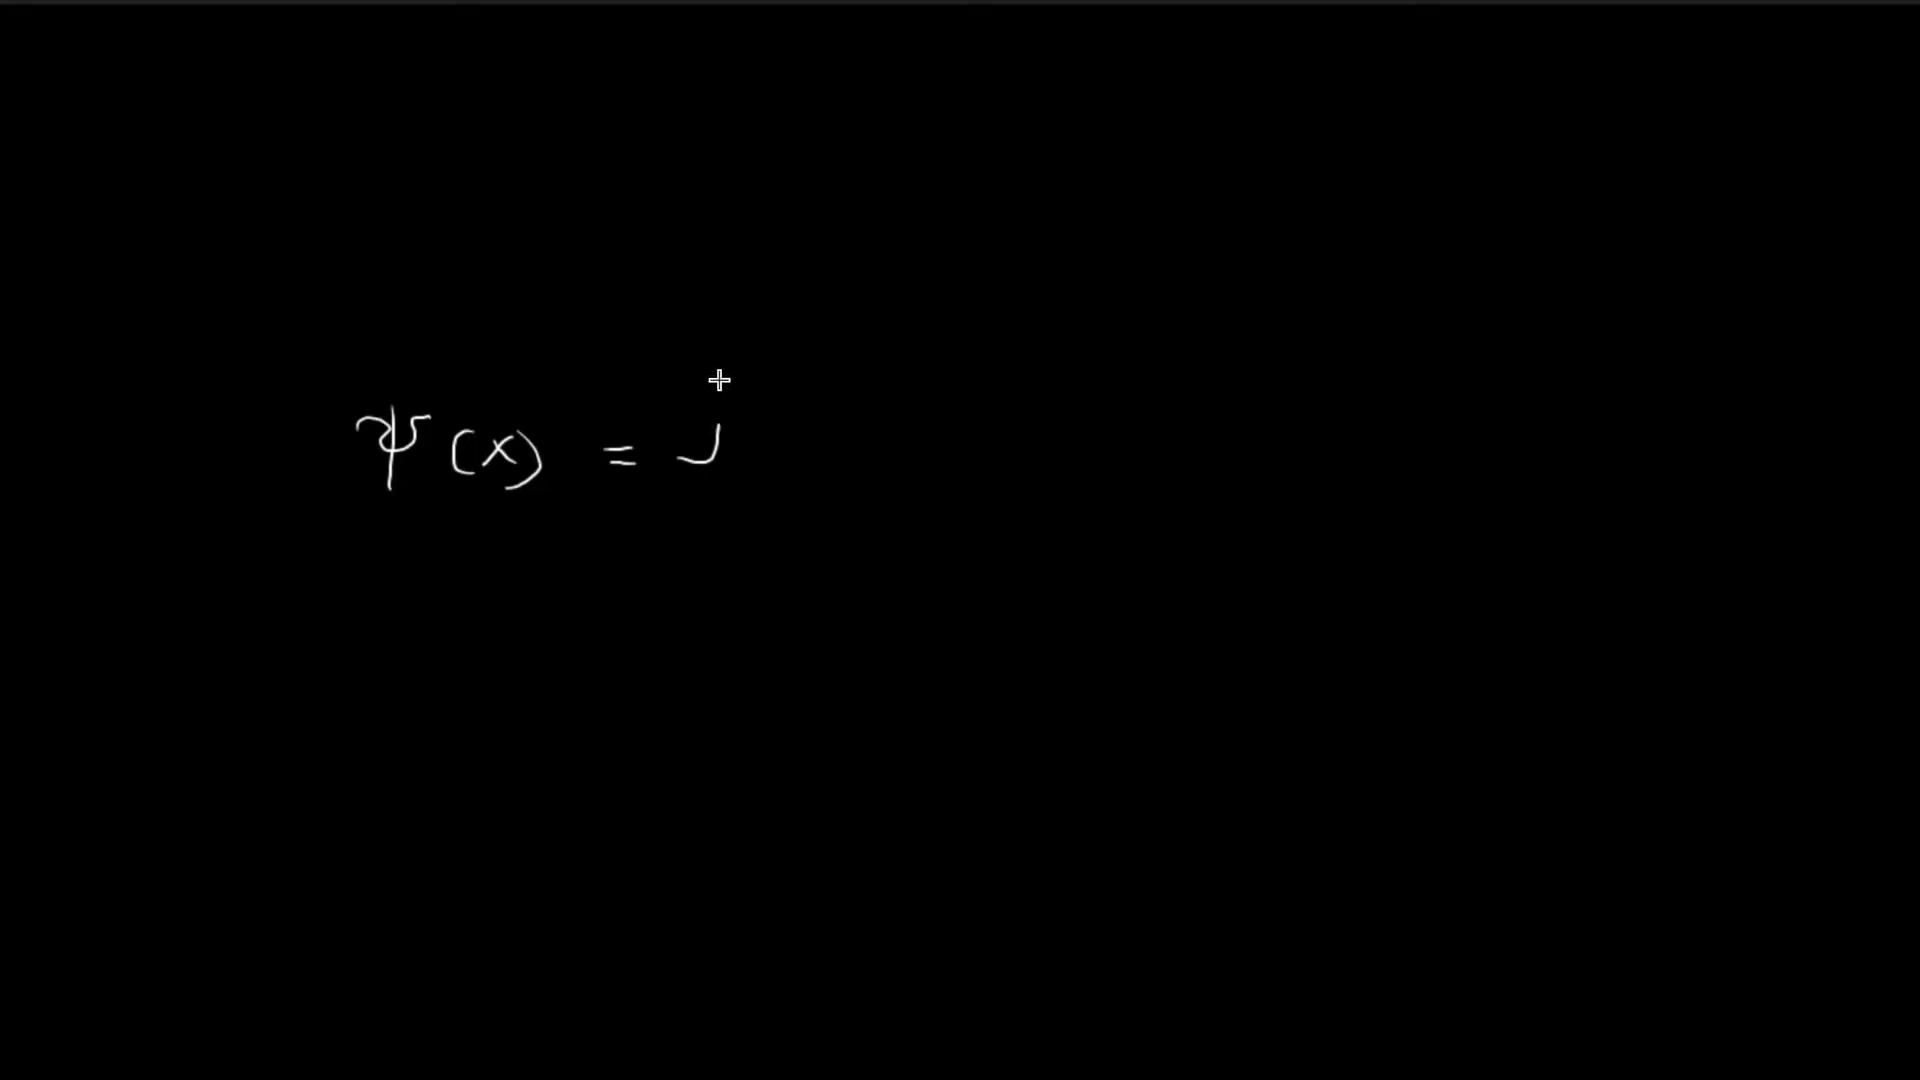 ψ(x) =